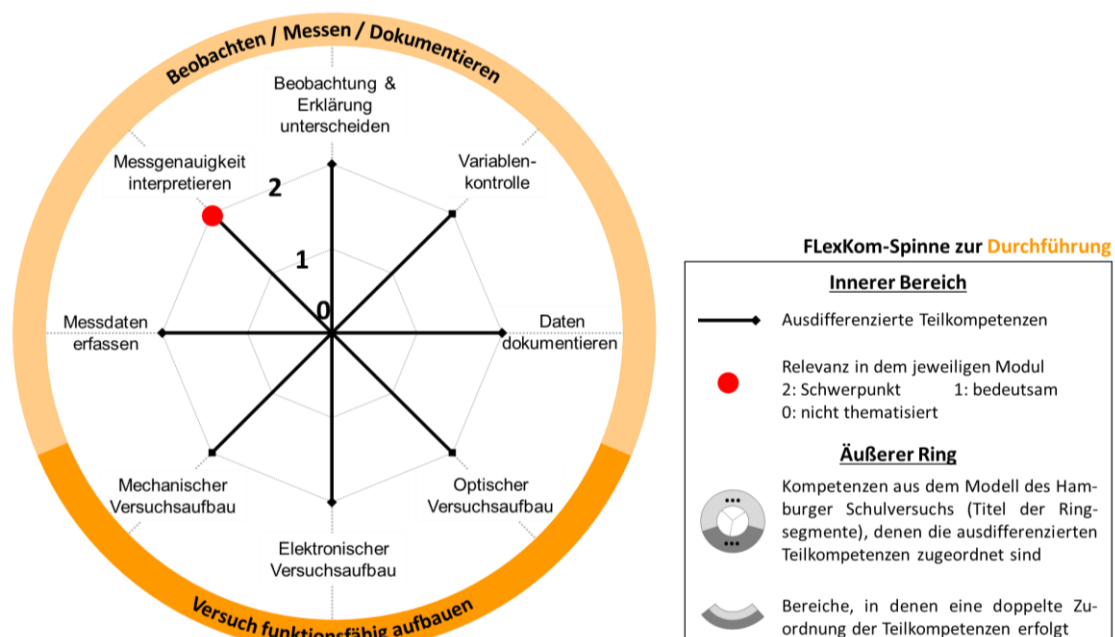 Beobachten / Messen / Dokumentieren
Beobachtung &
Erklärung
unterscheiden
Messgenauigkeit
interpretieren
Variablen-
kontrolle
2
1
0
Messdaten
erfassen
Daten
dokumentieren
Mechanischer
Versuchsaufbau
Optischer
Versuchsaufbau
Elektronischer
Versuchsaufbau
Versuch funktionsfähig aufbauen
FLexKom-Spinne zur Durchführung
Innerer Bereich
Ausdifferenzierte Teilkompetenzen
Relevanz in dem jeweiligen Modul
2: Schwerpunkt 1: bedeutsam
0: nicht thematisiert
Äußerer Ring
Kompetenzen aus dem Modell des Ham-
burger Schulversuchs (Titel der Ring-
segmente), denen die ausdifferenzierten
Teilkompetenzen zugeordnet sind
Bereiche, in denen eine doppelte Zu-
ordnung der Teilkompetenzen erfolgt